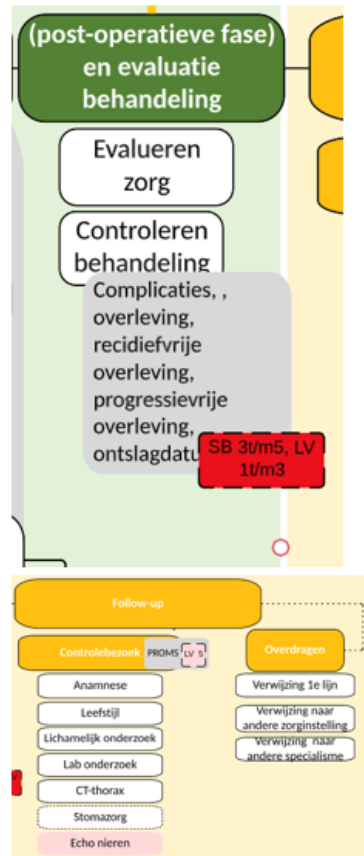 (post-operatieve fase)
en evaluatie
behandeling
Evalueren
zorg
Controleren
behandeling
Complicaties, ,
overleving,
recidiefvrije
overleving,
progressievrije
overleving,
ontslagdatu
SB 3t/m5, LV
1t/m3
Follow-up
Controlebezoek
PROMS
LV 5
Overdragen
Anamnese
Verwijzing 1e lijn
Leefstijl
Verwijzing naar
andere zorginstelling
Lichamelijk onderzoek
Verwijzing naar
andere specialisme
Lab onderzoek
CT-thorax
Stomazorg
Echo nieren